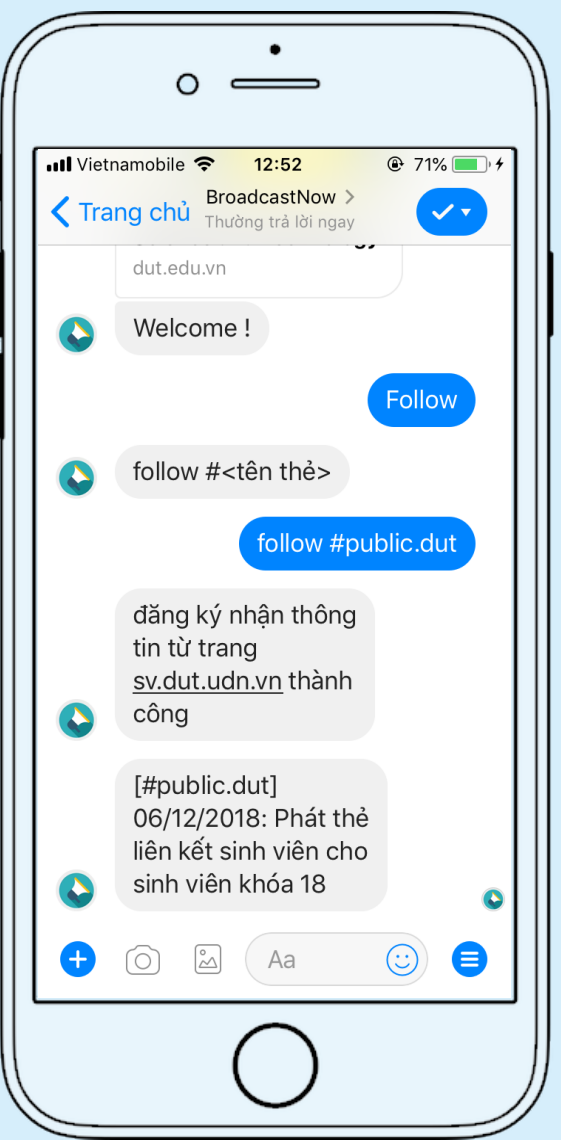 Vietnamobile 12:52 71%
Trang chủ
BroadcastNow
Thường trả lời ngay
dut.edu.vn
Welcome !
Follow
follow #<tên thẻ>
follow #public.dut
đăng ký nhận thông
tin từ trang
sv.dut.udn.vn thành
công
[#public.dut]
06/12/2018: Phát thẻ
liên kết sinh viên cho
sinh viên khóa 18
Aa